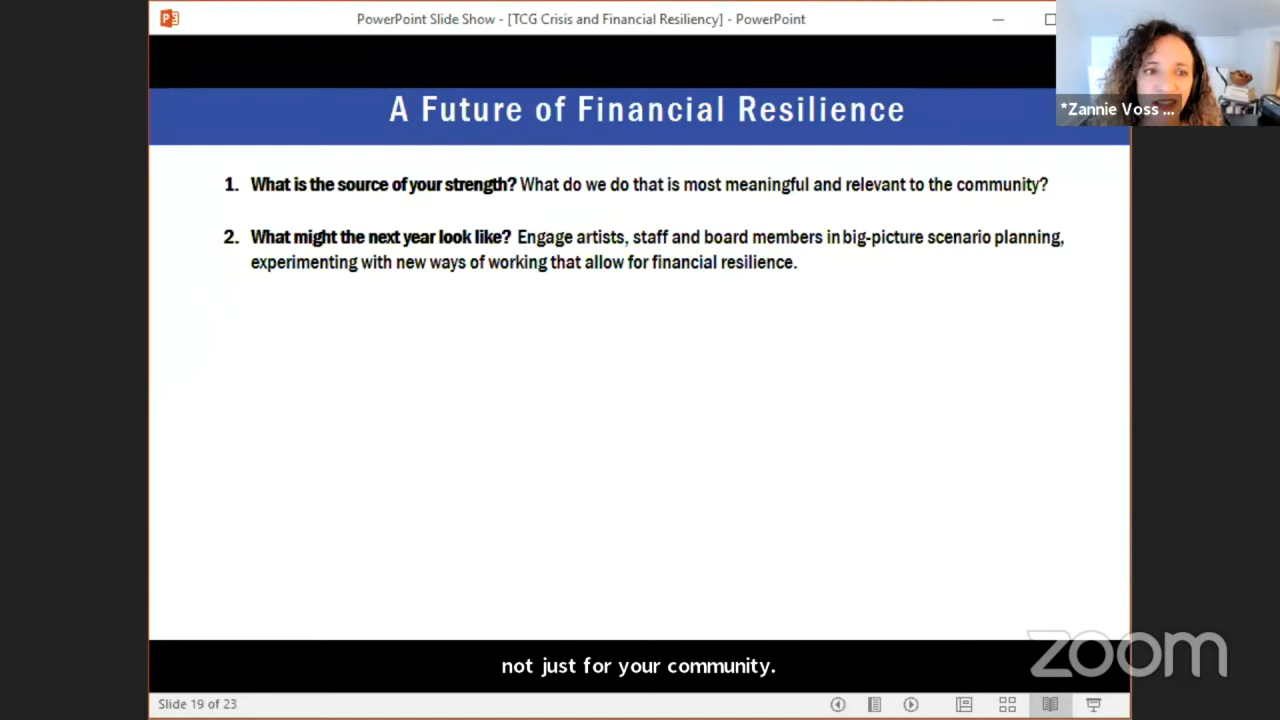 PowerPoint Slide Show - [TCG Crisis and Financial Resiliency] - PowerPoint
*Zannie Voss ...
A Future of Financial Resilience
1. What is the source of your strength? What do we do that is most meaningful and relevant to the community?
2. What might the next year look like? Engage artists, staff and board members in big-picture scenario planning,
experimenting with new ways of working that allow for financial resilience.
not just for your community.
zoom
Slide 19 of 23